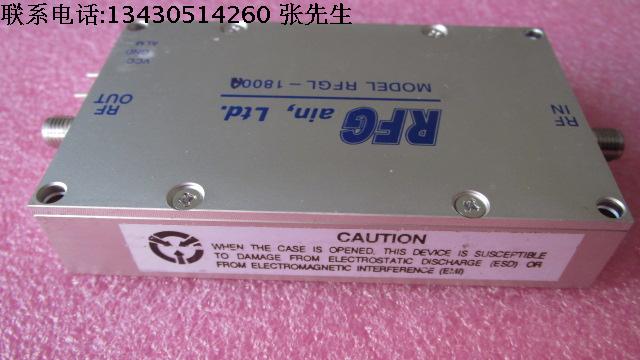 联系电话:13430514260 张先生
VCC
GND
ALM
RF
OUT
MODEL RFGL-1800A
RFG
ain, Ltd.
RF
IN
CAUTION
WHEN THE CASE IS OPENED, THIS DEVICE IS SUSCEPTIBLE
TO DAMAGE FROM ELECTROSTATIC DISCHARGE (ESD) OR
FROM ELECTROMAGNETIC INTERFERENCE (EMI)